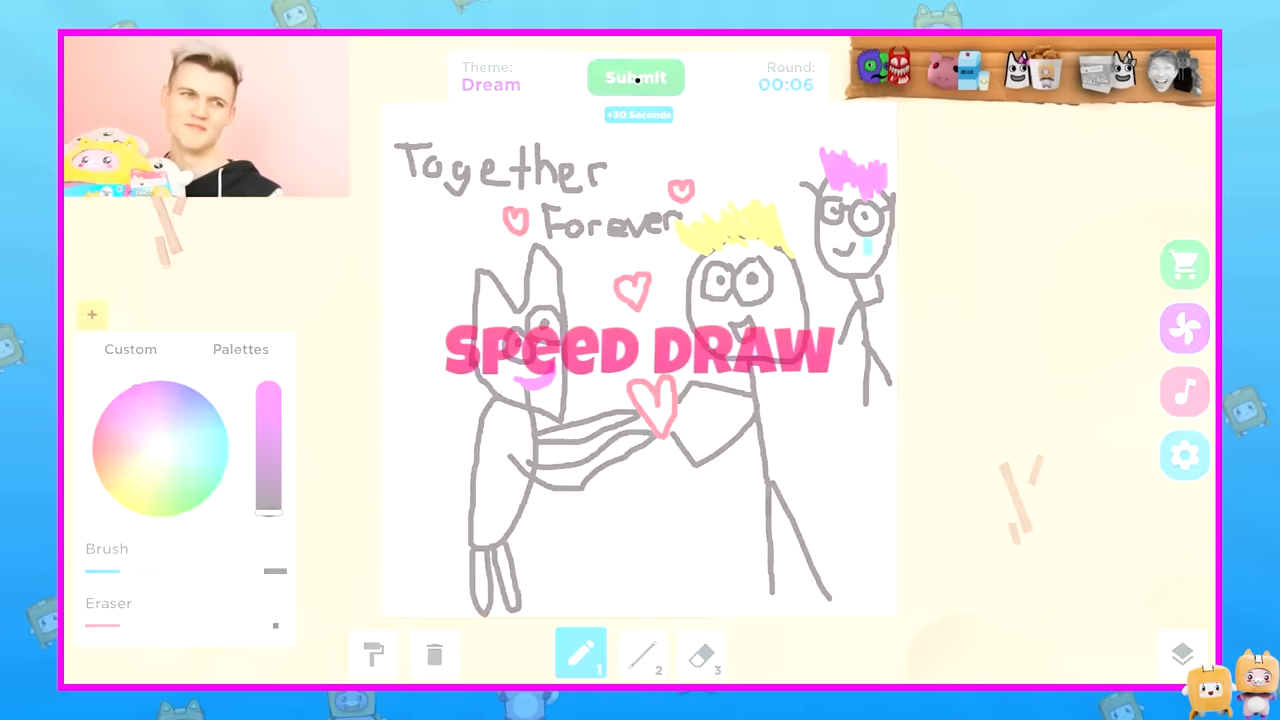 Theme:
Dream
Submit
Round:
00:06
+30 Seconds
Together
Forever
SPEED DRAW
+
Custom
Palettes
Brush
Eraser
1
2
3
MILK